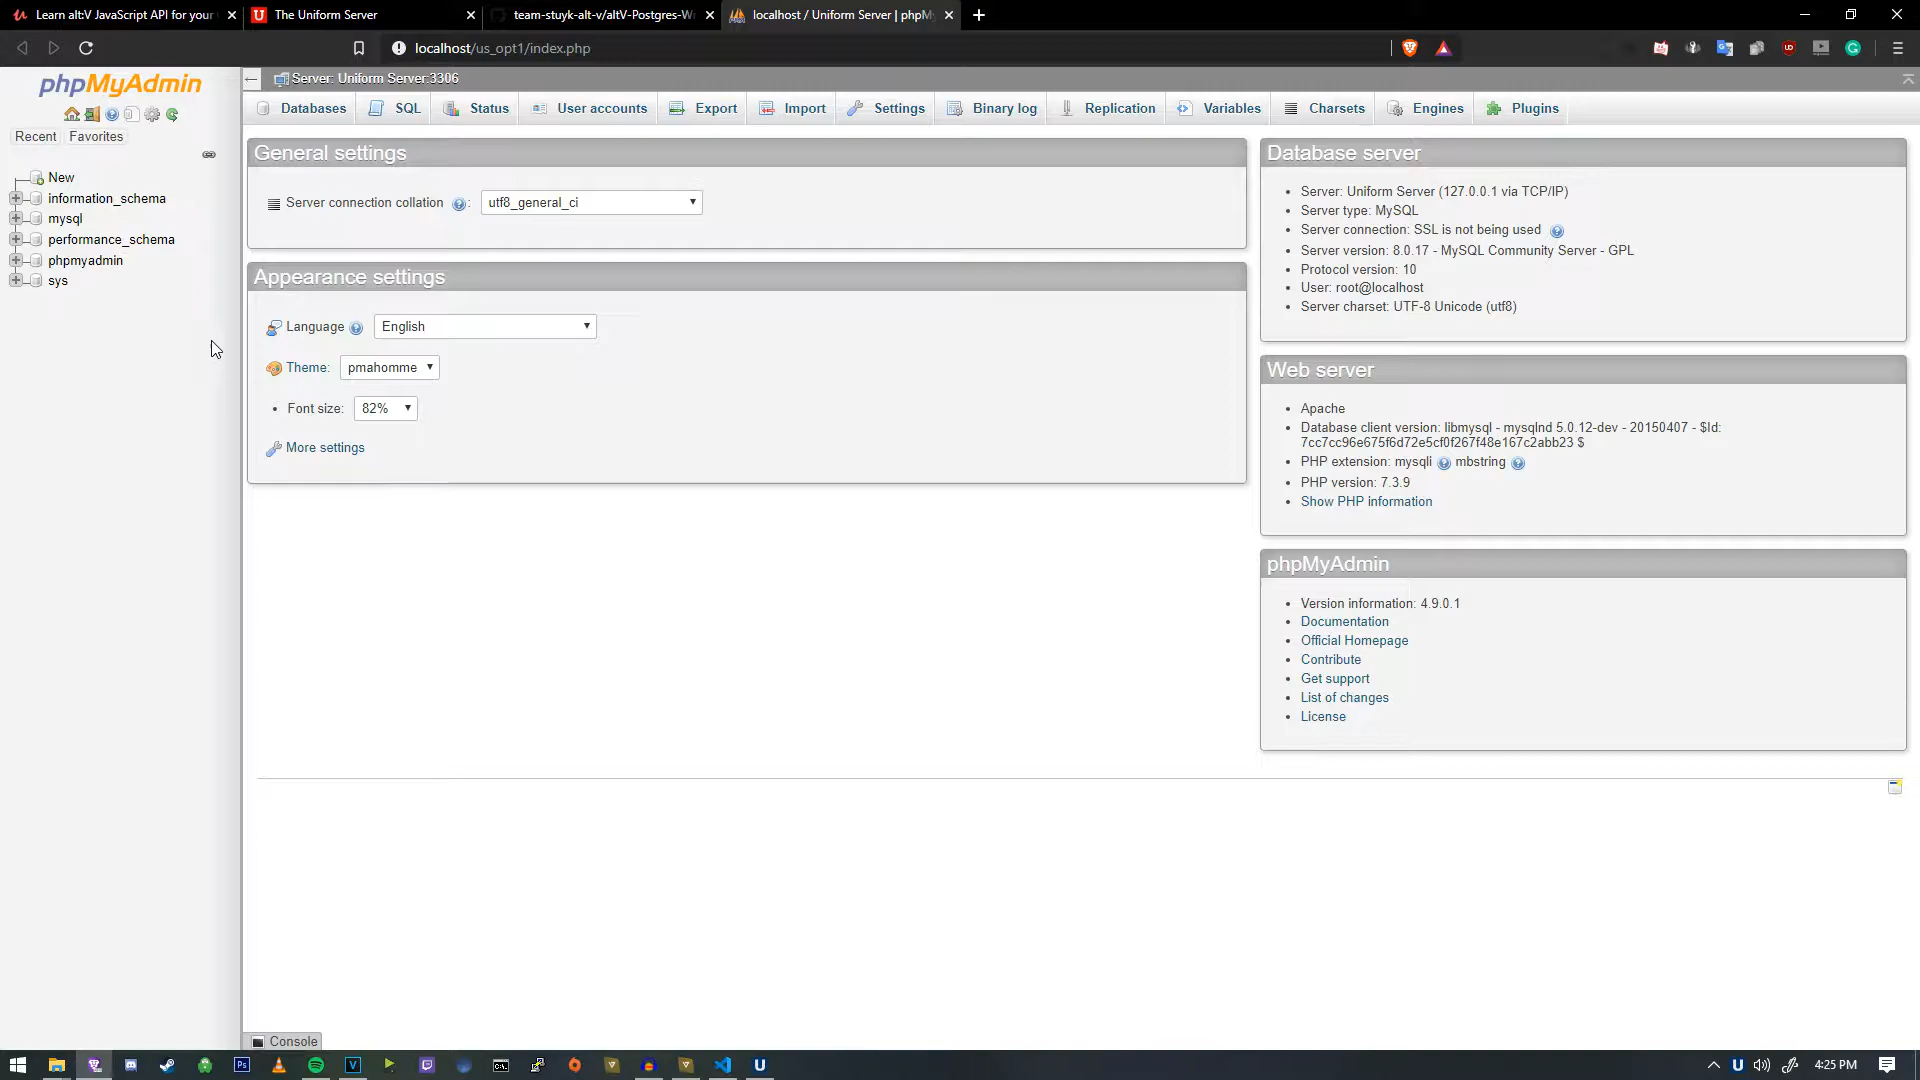 Learn alt:V JavaScript API for your
The Uniform Server
team-stuyk-alt-v/altV-Postgres-W
localhost / Uniform Server | phpM
localhost/us_opt1/index.php
phpMyAdmin
Recent
Favorites
New
information_schema
mysql
performance_schema
phpmyadmin
sys
Server: Uniform Server:3306
Databases
SQL
Status
User accounts
Export
Import
Settings
Binary log
Replication
Variables
Charsets
Engines
Plugins
General settings
Server connection collation
:
utf8_general_ci
Appearance settings
Language
English
Theme:
pmahomme
Font size:
82%
More settings
Database server
Server: Uniform Server (127.0.0.1 via TCP/IP)
Server type: MySQL
Server connection: SSL is not being used
Server version: 8.0.17 - MySQL Community Server - GPL
Protocol version: 10
User: root@localhost
Server charset: UTF-8 Unicode (utf8)
Web server
Apache
Database client version: libmysql - mysqlnd 5.0.12-dev - 20150407 - $Id:
7cc7cc96e675f6d72e5cf0f267f48e167c2abb23 $
PHP extension: mysqli
mbstring
PHP version: 7.3.9
Show PHP information
phpMyAdmin
Version information: 4.9.0.1
Documentation
Official Homepage
Contribute
Get support
List of changes
License
Console
4:25 PM